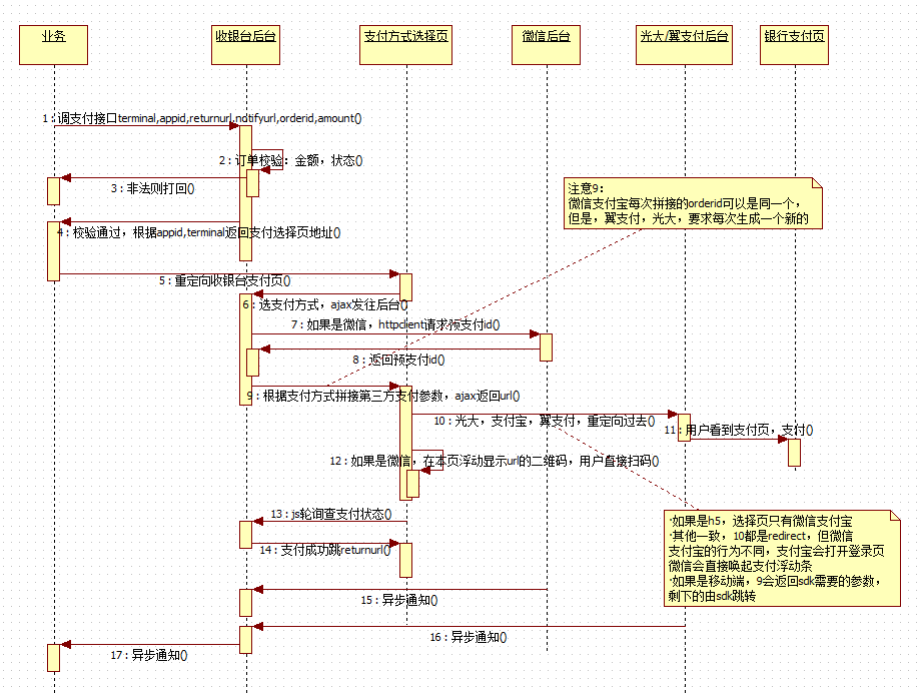 业务
收银台后台
支付方式选择页
微信后台
光大/翼支付后台
银行支付页
1 : 调支付接口terminal,appid,returnurl,ndtifyurl,orderid,amount()
2 : 订单校验：金额，状态()
3 : 非法则打回()
注意9：
微信支付宝每次拼接的orderid可以是同一个，
但是，翼支付，光大，要求每次生成一个新的
4 : 校验通过，根据appid,terminal返回支付选择页地址()
5 : 重定向收银台支付页()
6 : 选支付方式，ajax发往后台()
7 : 如果是微信，httpclient请求预支付id()
8 : 返回预支付id()
9 : 根据支付方式拼接第三方支付参数，ajax返回url()
10 : 光大，支付宝，翼支付，重定向过去()
11 : 用户看到支付页，支付()
12 : 如果是微信，在本页浮动显示url的二维码，用户直接扫码()
13 : js轮询查支付状态()
14 : 支付成功跳returnurl()
·如果是h5，选择页只有微信支付宝
·其他一致，10都是redirect，但微信
支付宝的行为不同，支付宝会打开登录页
微信会直接唤起支付浮动条
·如果是移动端，9会返回sdk需要的参数，
剩下的由sdk跳转
15 : 异步通知()
16 : 异步通知()
17 : 异步通知()